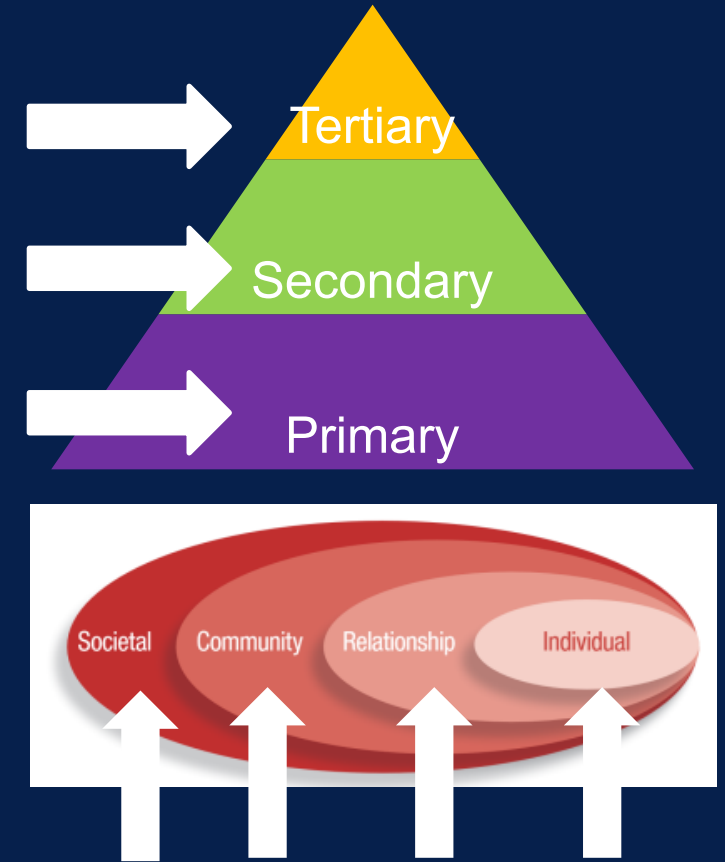 Tertiary
Secondary
Primary
Societal Community Relationship Individual